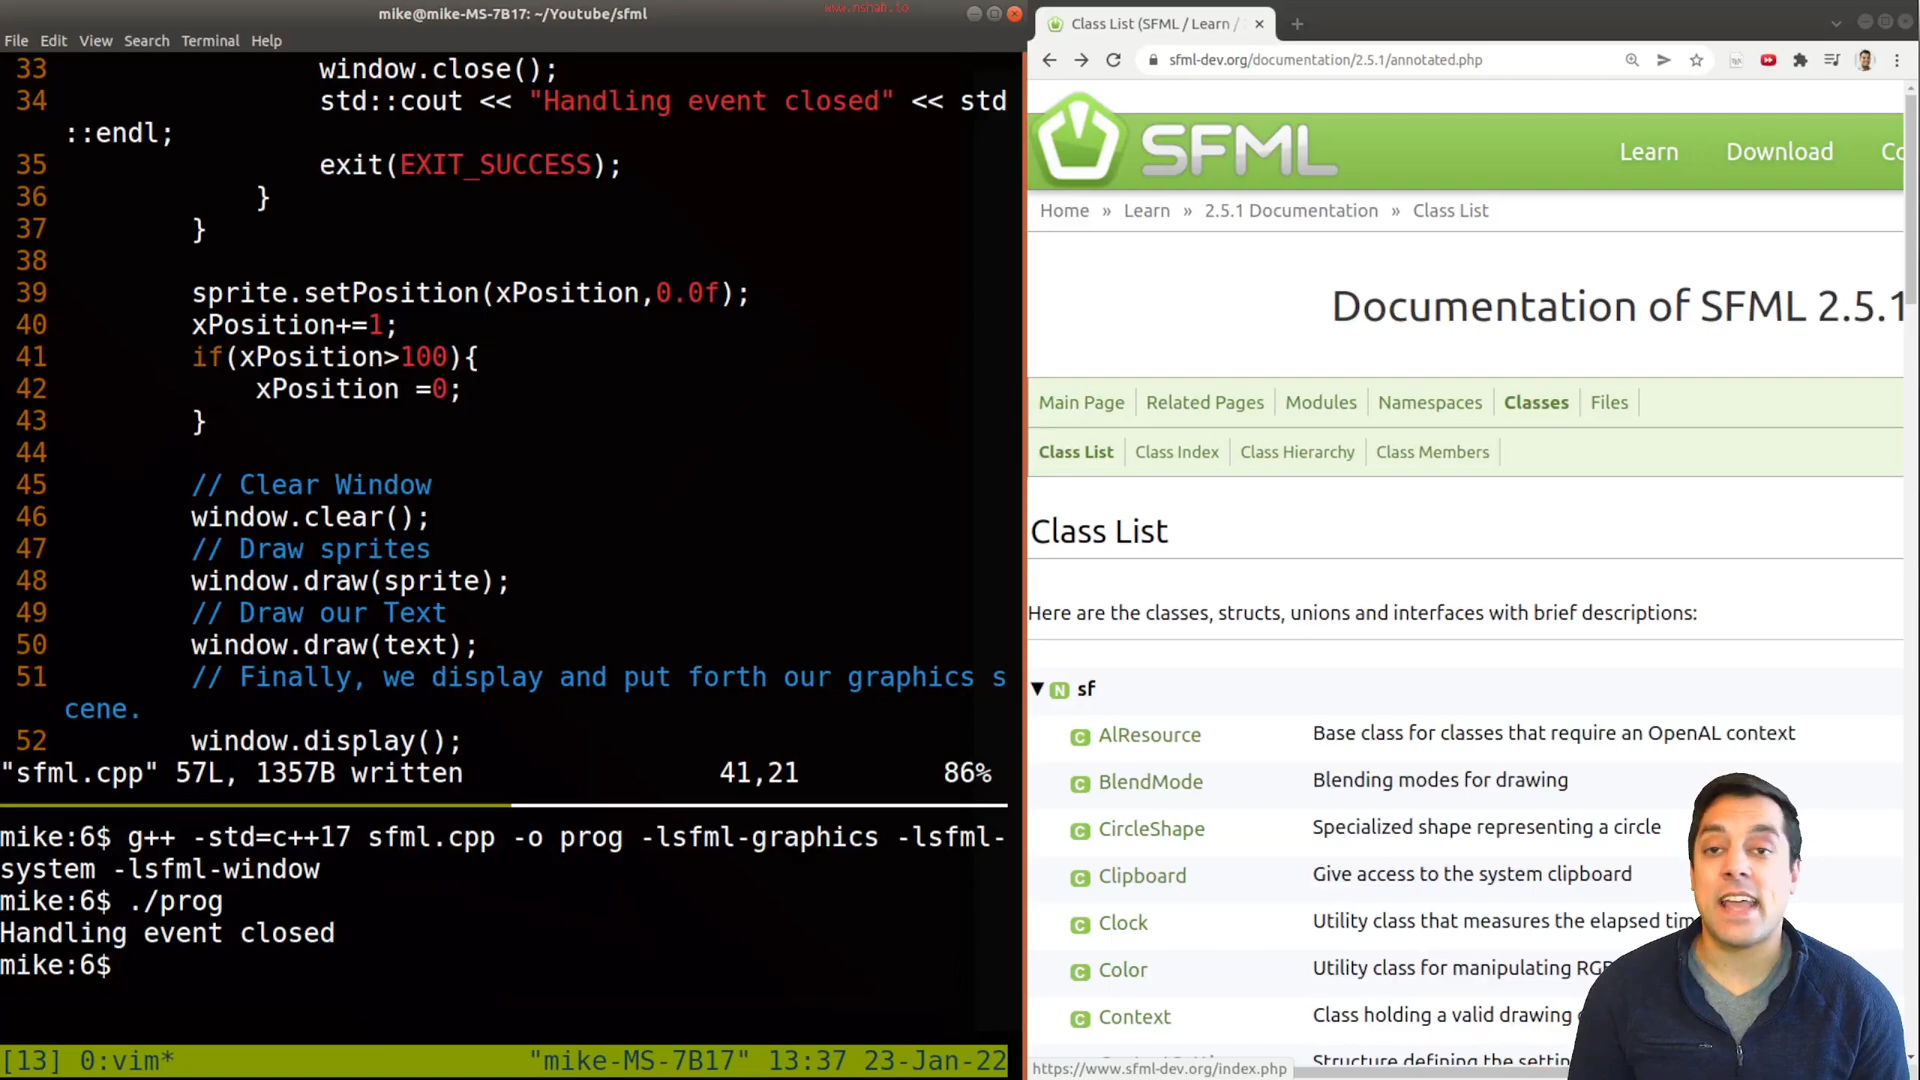 mike@mike-MS-7B17: ~/Youtube/sfml
File Edit View Search Terminal Help
33 window.close();
34 std::cout << "Handling event closed" << std
::endl;
35 exit(EXIT_SUCCESS);
36 }
37 }
38
39 sprite.setPosition(xPosition,0.0f);
40 xPosition+=1;
41 if(xPosition>100){
42 xPosition =0;
43 }
44
45 // Clear Window
46 window.clear();
47 // Draw sprites
48 window.draw(sprite);
49 // Draw our Text
50 window.draw(text);
51 // Finally, we display and put forth our graphics s
cene.
52 window.display();
"sfml.cpp" 57L, 1357B written 41,21 86%
mike:6$ g++ -std=c++17 sfml.cpp -o prog -lsfml-graphics -lsfml-
system -lsfml-window
mike:6$ ./prog
Handling event closed
mike:6$
[13] 0:vim* "mike-MS-7B17" 13:37 23-Jan-22
Class List (SFML / Learn /
sfml-dev.org/documentation/2.5.1/annotated.php
SFML
Learn Download Co
Home » Learn » 2.5.1 Documentation » Class List
Documentation of SFML 2.5.1
Main Page Related Pages Modules Namespaces Classes Files
Class List Class Index Class Hierarchy Class Members
Class List
Here are the classes, structs, unions and interfaces with brief descriptions:
N sf
C AlResource Base class for classes that require an OpenAL context
C BlendMode Blending modes for drawing
C CircleShape Specialized shape representing a circle
C Clipboard Give access to the system clipboard
C Clock Utility class that measures the elapsed tim
C Color Utility class for manipulating RG
C Context Class holding a valid drawing
Structure defining the setti
https://www.sfml-dev.org/index.php